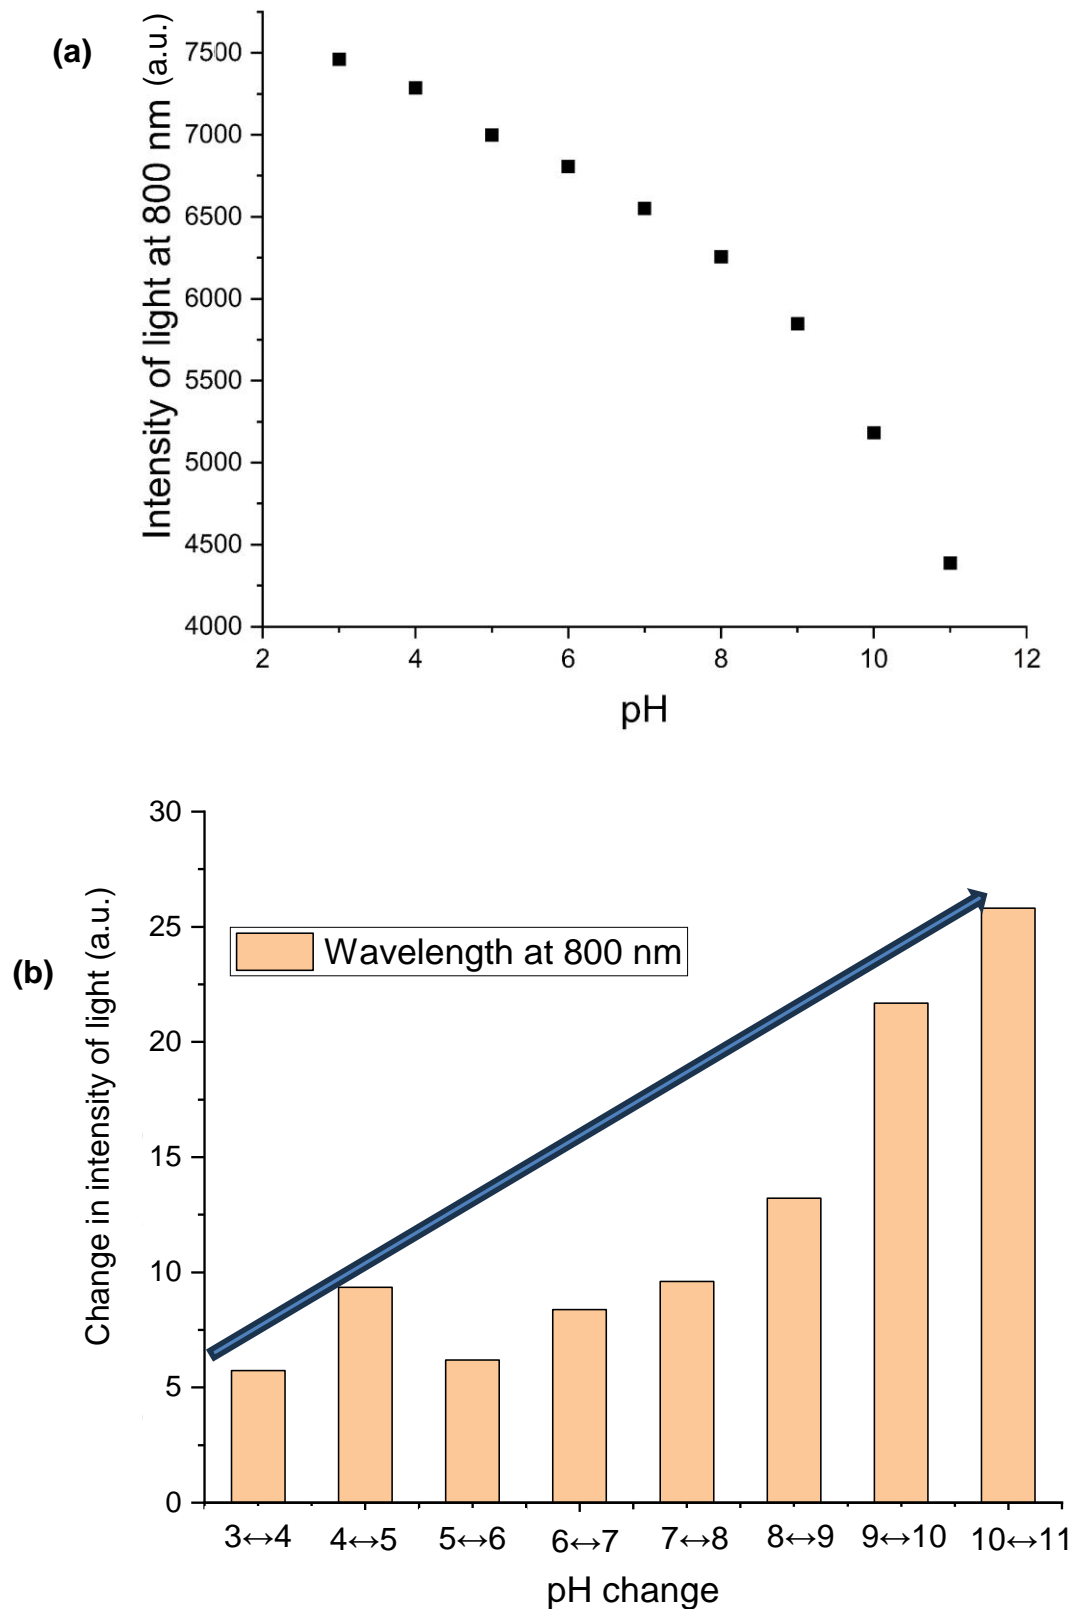 (a)
Intensity of light at 800 nm (a.u.)
7500
7000
6500
6000
5500
5000
4500
4000
2 4 6 8 10 12
pH
(b)
Change in intensity of light (a.u.)
30
25
20
15
10
5
0
Wavelength at 800 nm
3↔4 4↔5 5↔6 6↔7 7↔8 8↔9 9↔10 10↔11
pH change